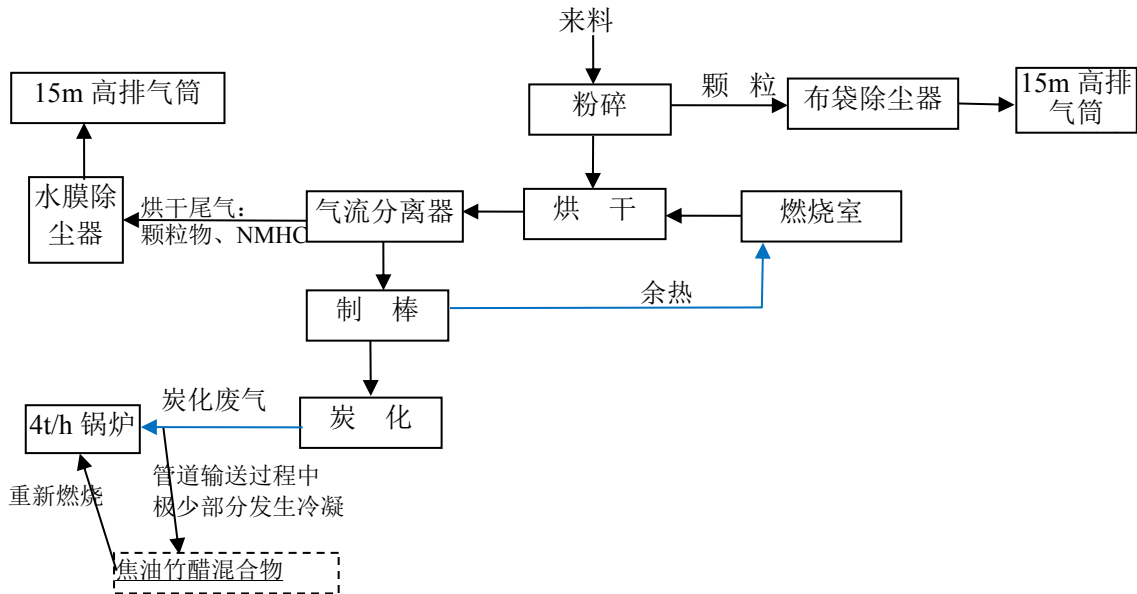 来料
15m 高排气筒
粉碎
颗 粒
布袋除尘器
15m 高排
气筒
水膜除
尘器
烘干尾气：
颗粒物、NMHC
气流分离器
烘 干
燃烧室
制 棒
余热
炭化废气
4t/h 锅炉
炭 化
管道输送过程中
极少部分发生冷凝
重新燃烧
焦油竹醋混合物